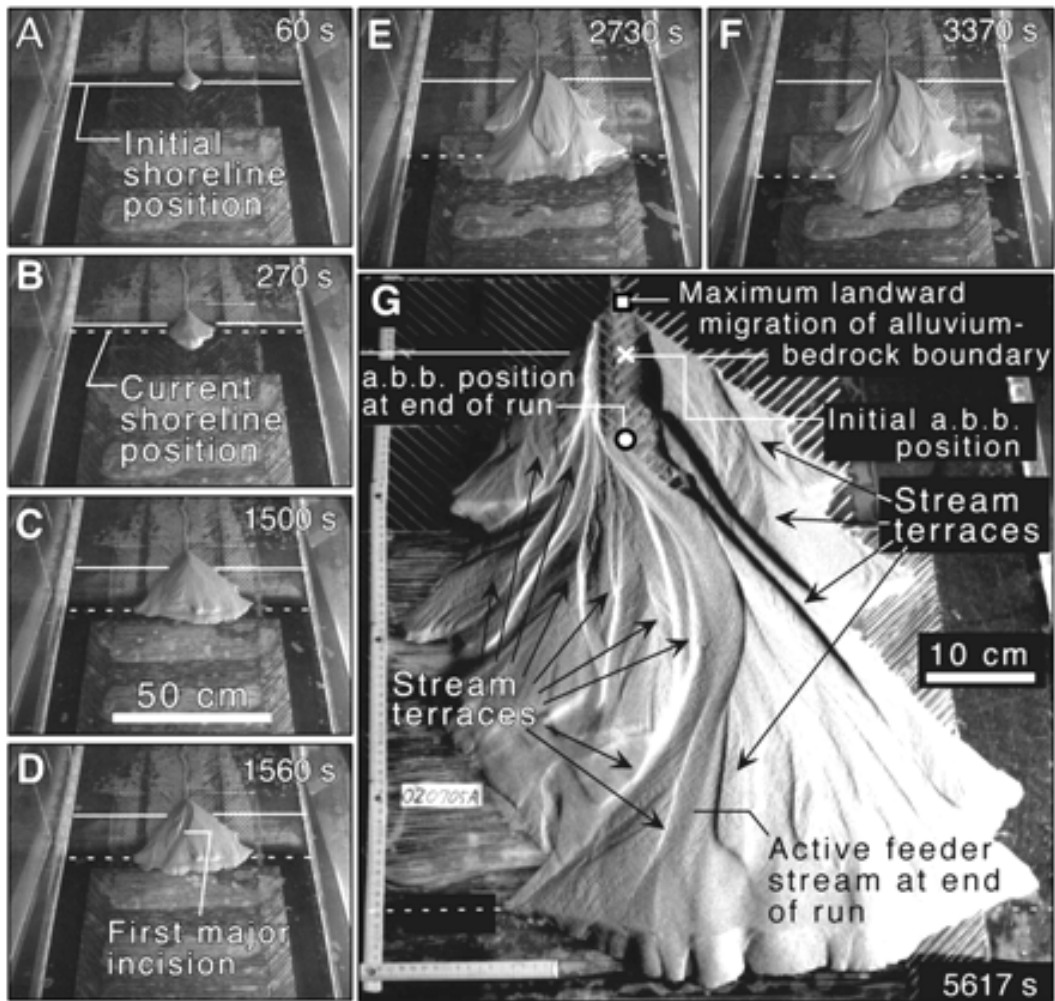 A
60 s
Initial
shoreline
position
B
270 s
Current
shoreline
position
C
1500 s
50 cm
D
1560 s
First major
incision
E
2730 s
F
3370 s
G
Maximum landward
migration of alluvium-
bedrock boundary
a.b.b. position
at end of run
Initial a.b.b.
position
Stream
terraces
10 cm
Stream
terraces
020705A
Active feeder
stream at end
of run
5617 s